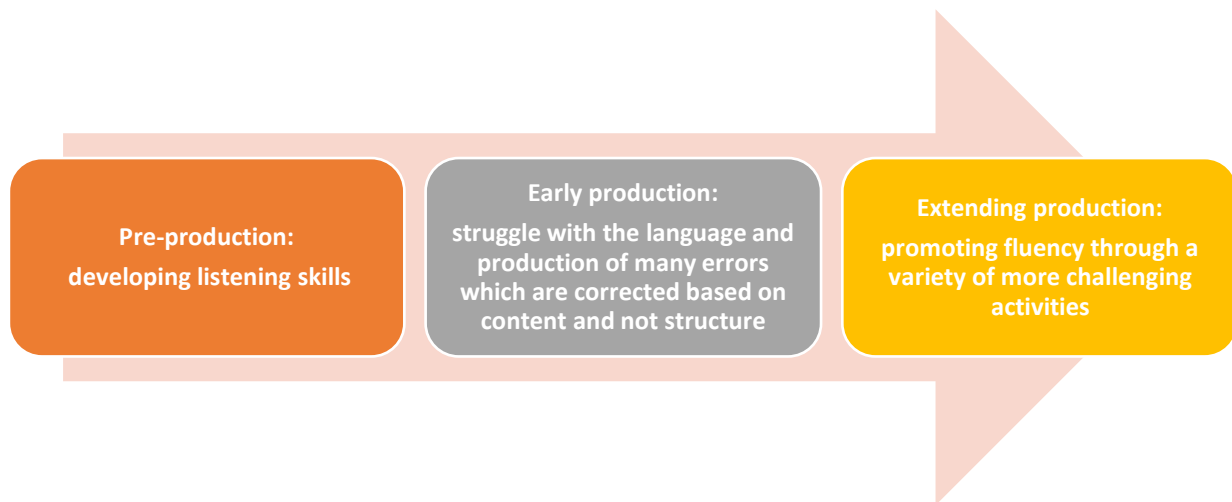 Pre-production:
developing listening skills
Early production:
struggle with the language and
production of many errors
which are corrected based on
content and not structure
Extending production:
promoting fluency through a
variety of more challenging
activities